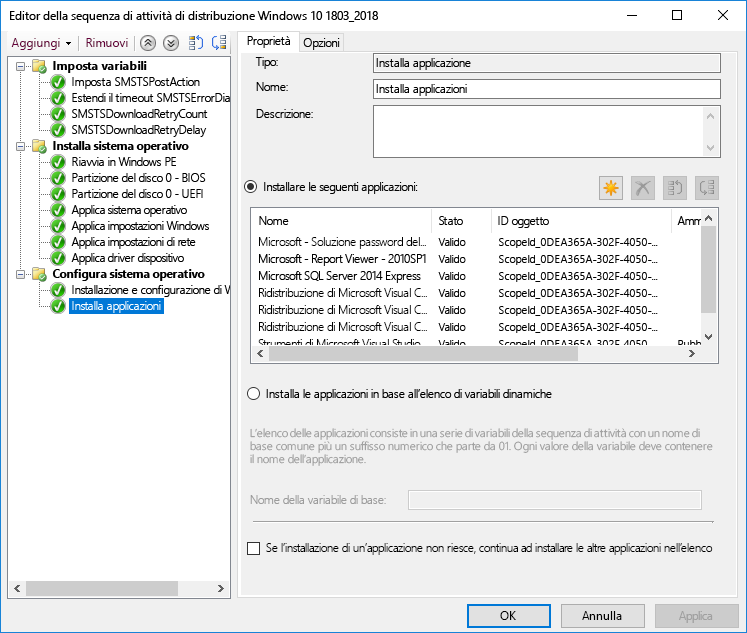 Editor della sequenza di attività di distribuzione Windows 10 1803_2018
Aggiungi
Rimuovi
Imposta variabili
Imposta SMSTSPostAction
Estendi il timeout SMSTSErrorDia
SMSTSDownloadRetryCount
SMSTSDownloadRetryDelay
Installa sistema operativo
Riavvia in Windows PE
Partizione del disco 0 - BIOS
Partizione del disco 0 - UEFI
Applica sistema operativo
Applica impostazioni Windows
Applica impostazioni di rete
Applica driver dispositivo
Configura sistema operativo
Installazione e configurazione di W
Installa applicazioni
Proprietà
Opzioni
Tipo:
Installa applicazione
Nome:
Installa applicazioni
Descrizione:
Installare le seguenti applicazioni:
Nome Stato ID oggetto Amm
Microsoft - Soluzione password del... Valido ScopeId_0DEA365A-302F-4050-...
Microsoft - Report Viewer - 2010SP1 Valido ScopeId_0DEA365A-302F-4050-...
Microsoft SQL Server 2014 Express Valido ScopeId_0DEA365A-302F-4050-...
Ridistribuzione di Microsoft Visual C... Valido ScopeId_0DEA365A-302F-4050-...
Ridistribuzione di Microsoft Visual C... Valido ScopeId_0DEA365A-302F-4050-...
Ridistribuzione di Microsoft Visual C... Valido ScopeId_0DEA365A-302F-4050-...
Strumenti di Microsoft Visual Studio Valido ScopeId_0DEA365A-302F-4050 Pubb
Installa le applicazioni in base all'elenco di variabili dinamiche
L'elenco delle applicazioni consiste in una serie di variabili della sequenza di attività con un nome di
base comune più un suffisso numerico che parte da 01. Ogni valore della variabile deve contenere
il nome dell'applicazione.
Nome della variabile di base:
Se l'installazione di un'applicazione non riesce, continua ad installare le altre applicazioni nell'elenco
OK
Annulla
Applica